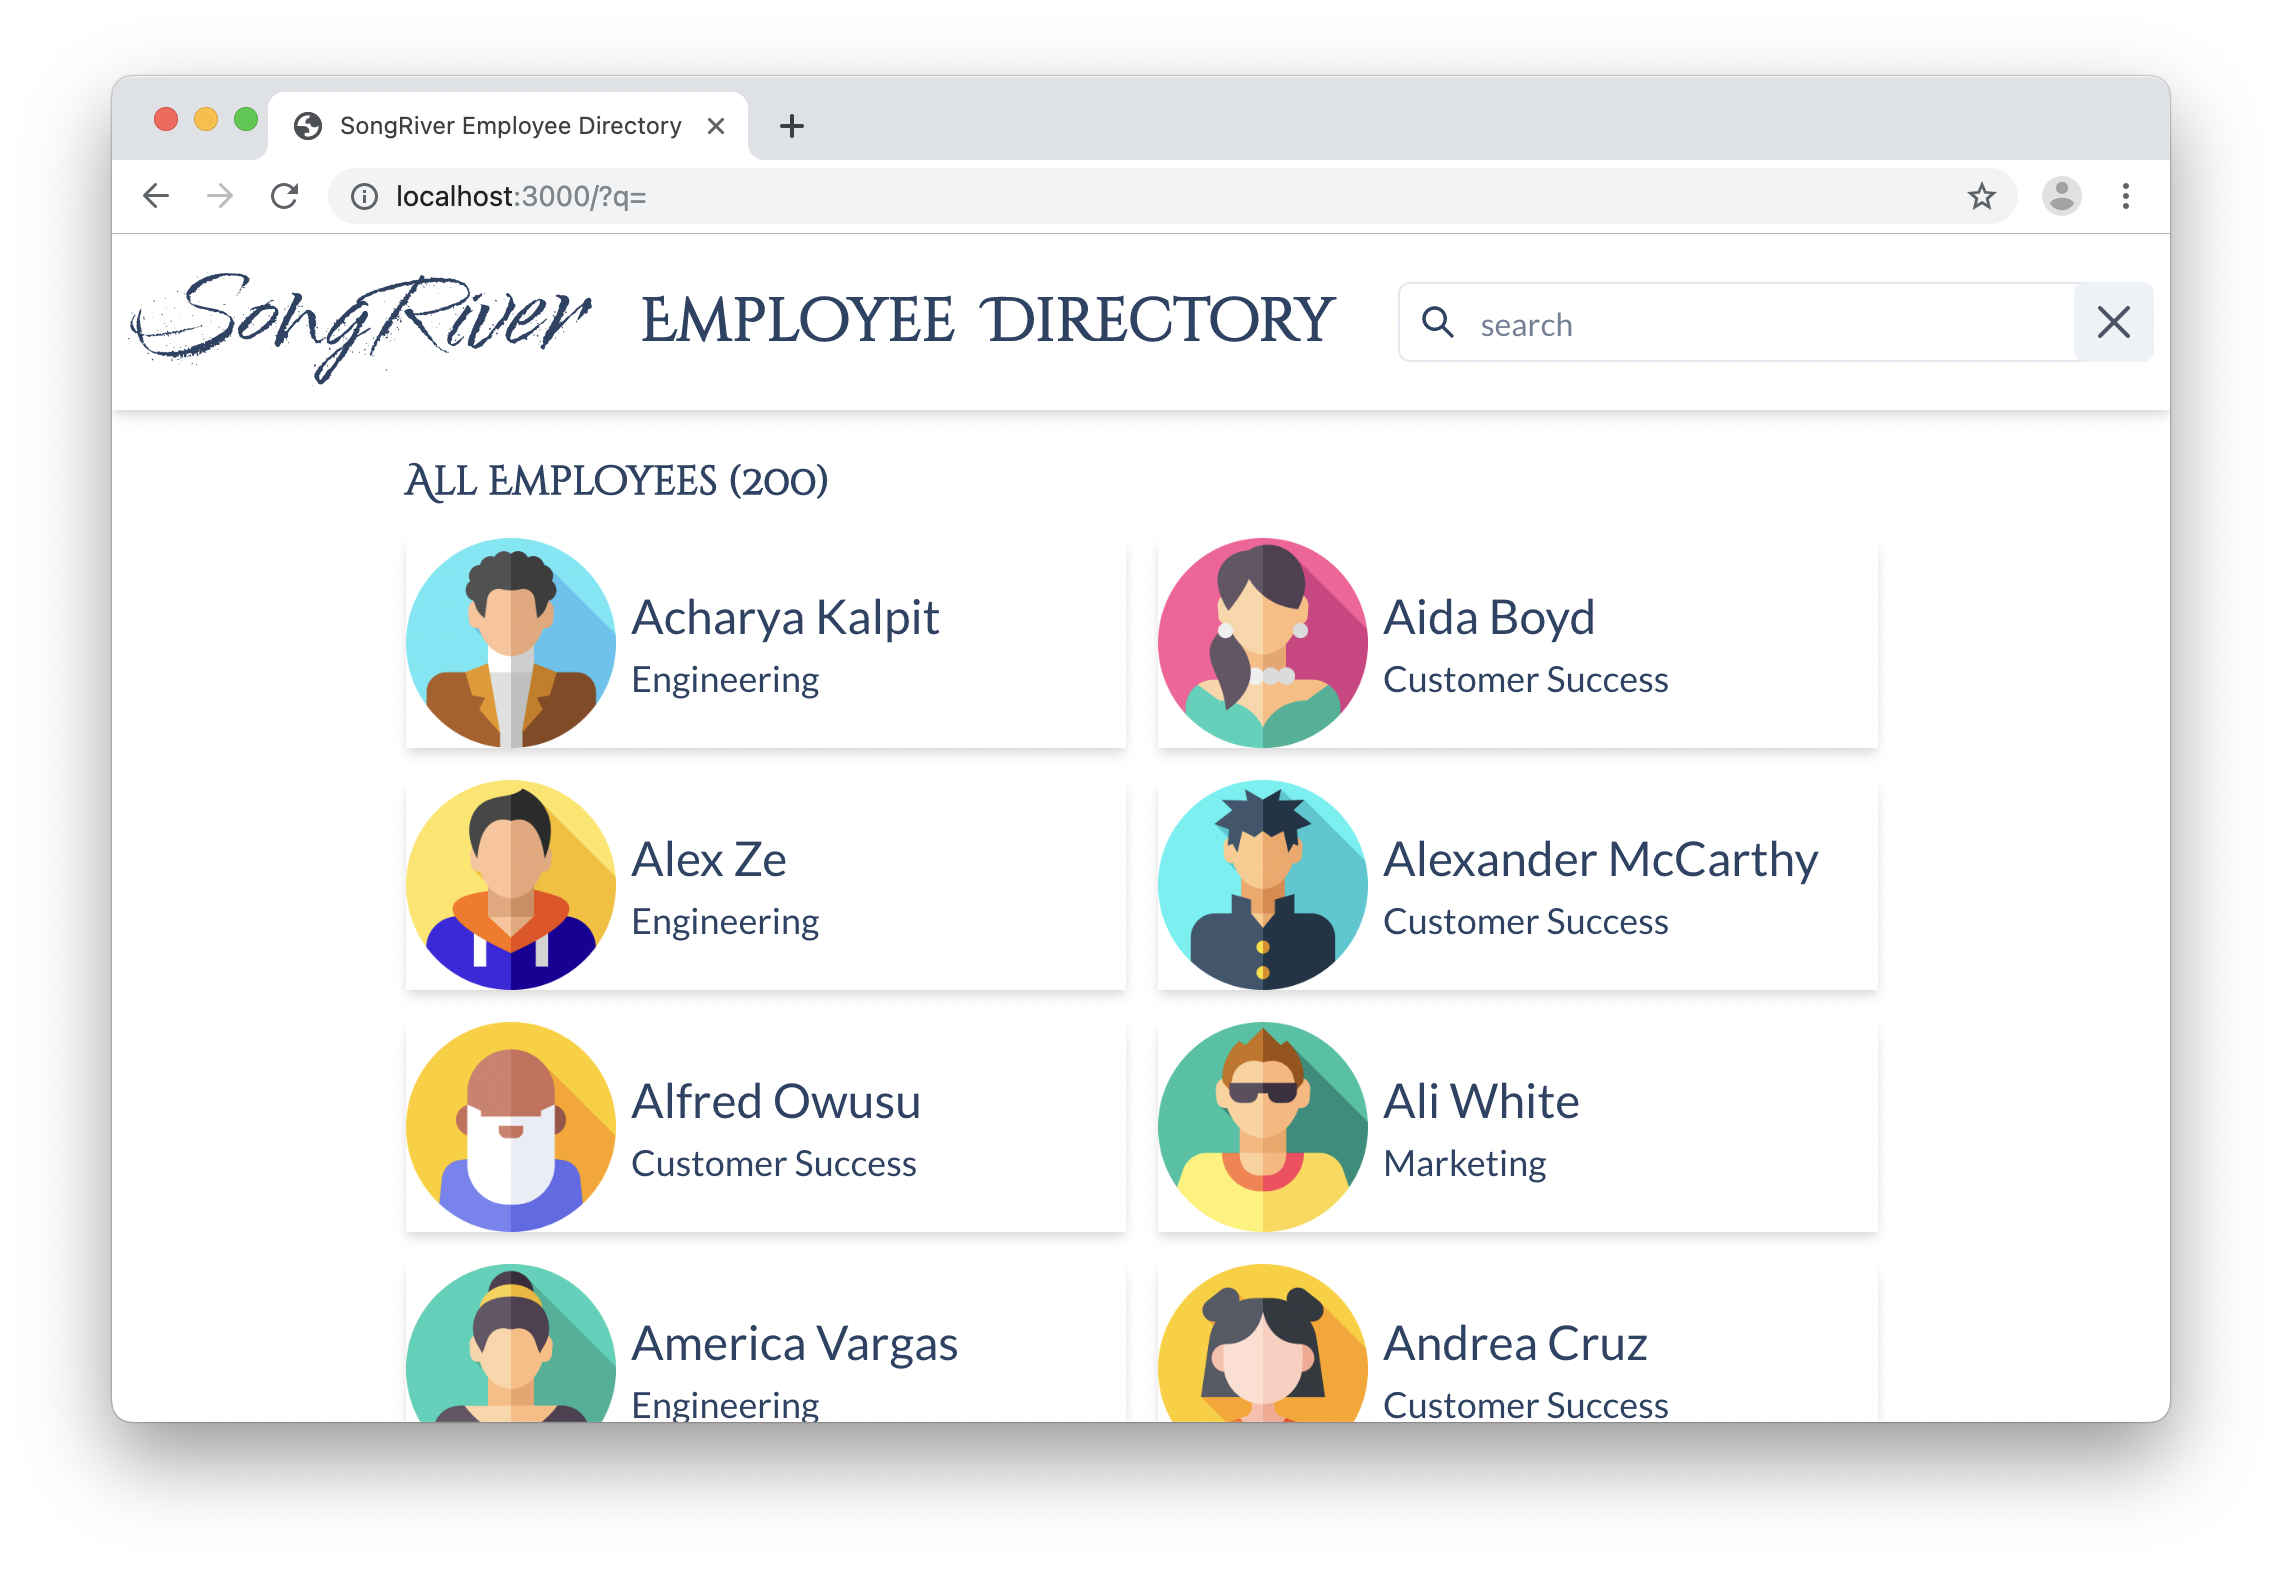 SongRiver Employee Directory
localhost:3000/?q=
SongRiver EMPLOYEE DIRECTORY search
ALL EMPLOYEES (200)
Acharya Kalpit
Engineering
Aida Boyd
Customer Success
Alex Ze
Engineering
Alexander McCarthy
Customer Success
Alfred Owusu
Customer Success
Ali White
Marketing
America Vargas
Engineering
Andrea Cruz
Customer Success